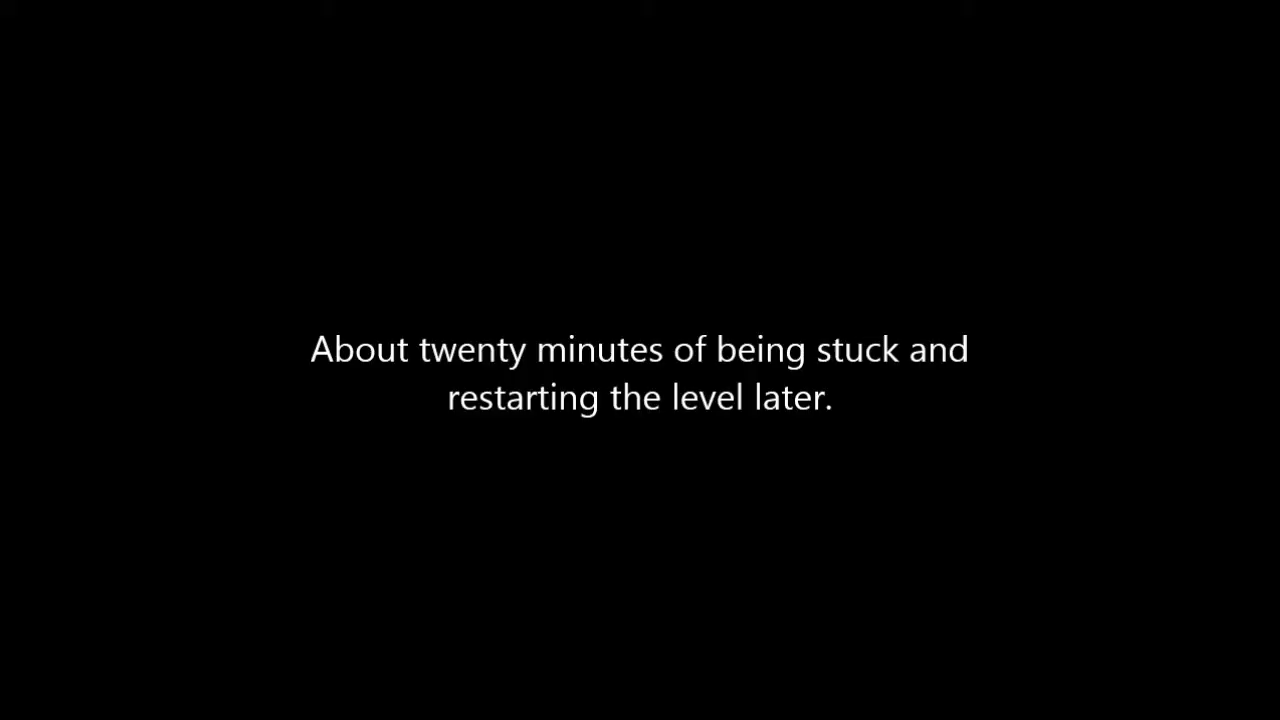 About twenty minutes of being stuck and
restarting the level later.